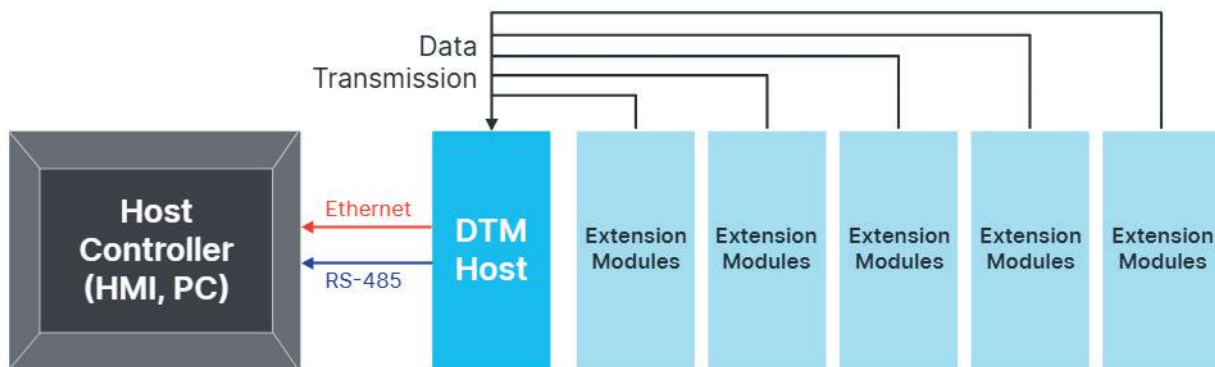 Data
Transmission
Host
Controller
(HMI, PC)
Ethernet
RS-485
DTM
Host
Extension
Modules
Extension
Modules
Extension
Modules
Extension
Modules
Extension
Modules